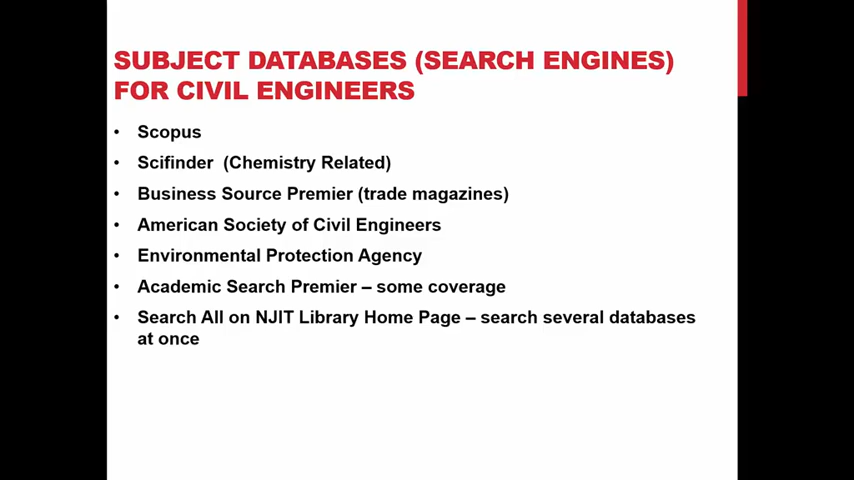 SUBJECT DATABASES (SEARCH ENGINES)
FOR CIVIL ENGINEERS
• Scopus
• Scifinder (Chemistry Related)
• Business Source Premier (trade magazines)
• American Society of Civil Engineers
• Environmental Protection Agency
• Academic Search Premier – some coverage
• Search All on NJIT Library Home Page – search several databases
at once